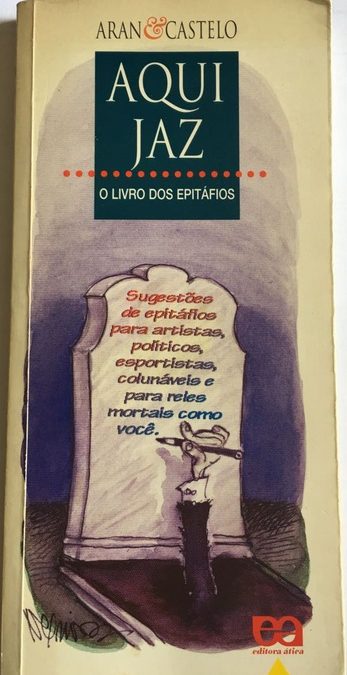 ARAN & CASTELO
AQUI
JAZ
O LIVRO DOS EPITÁFIOS
Sugestões
de epitáfios
para artistas,
políticos,
esportistas,
colunáveis e
para reles
mortais como
você.
editora ática